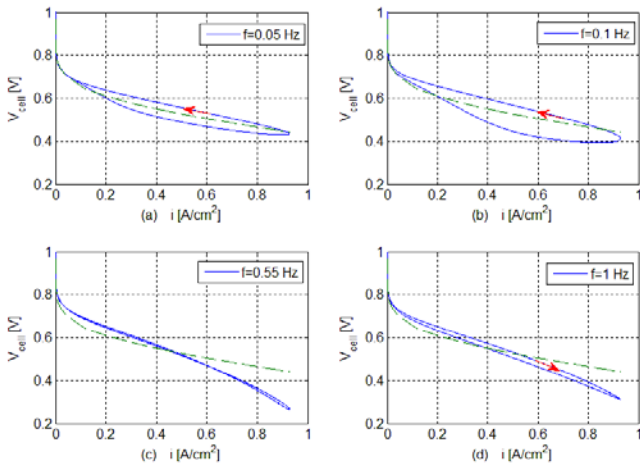 1
f=0.05 Hz
0.8
V_cell [V]
0.6
0.4
0.2
0 0.2 0.4 0.6 0.8 1
(a) i [A/cm²]
1
f=0.1 Hz
0.8
V_cell [V]
0.6
0.4
0.2
0 0.2 0.4 0.6 0.8 1
(b) i [A/cm²]
1
f=0.55 Hz
0.8
V_cell [V]
0.6
0.4
0.2
0 0.2 0.4 0.6 0.8 1
(c) i [A/cm²]
1
f=1 Hz
0.8
V_cell [V]
0.6
0.4
0.2
0 0.2 0.4 0.6 0.8 1
(d) i [A/cm²]